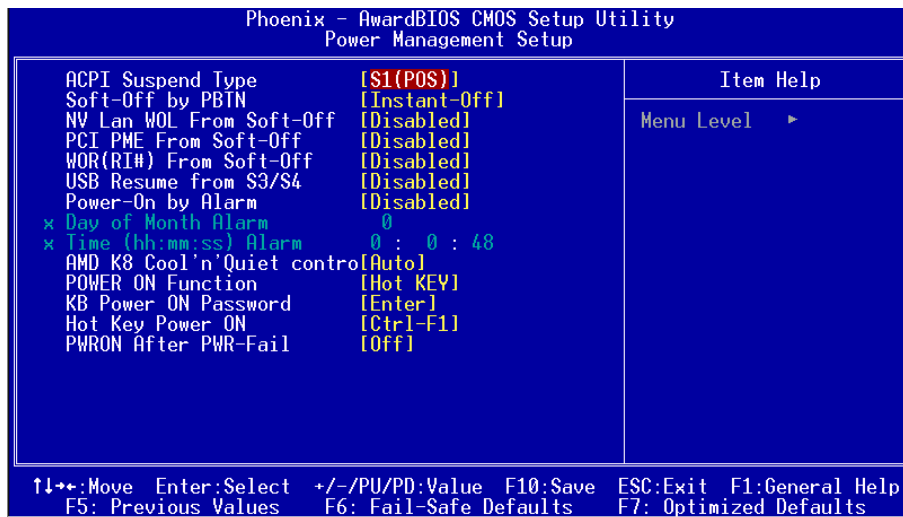 Phoenix - AwardBIOS CMOS Setup Utility
Power Management Setup
ACPI Suspend Type [S1(POS)]
Soft-Off by PBTN [Instant-Off]
NV Lan WOL From Soft-Off [Disabled]
PCI PME From Soft-Off [Disabled]
WOR(RI#) From Soft-Off [Disabled]
USB Resume from S3/S4 [Disabled]
Power-On by Alarm [Disabled]
x Day of Month Alarm 0
x Time (hh:mm:ss) Alarm 0 : 0 : 48
AMD K8 Cool'n'Quiet contro[Auto]
POWER ON Function [Hot KEY]
KB Power ON Password [Enter]
Hot Key Power ON [Ctrl-F1]
PWRON After PWR-Fail [Off]
Item Help
Menu Level ►
↑↓→←:Move Enter:Select +/-/PU/PD:Value F10:Save ESC:Exit F1:General Help
F5: Previous Values F6: Fail-Safe Defaults F7: Optimized Defaults